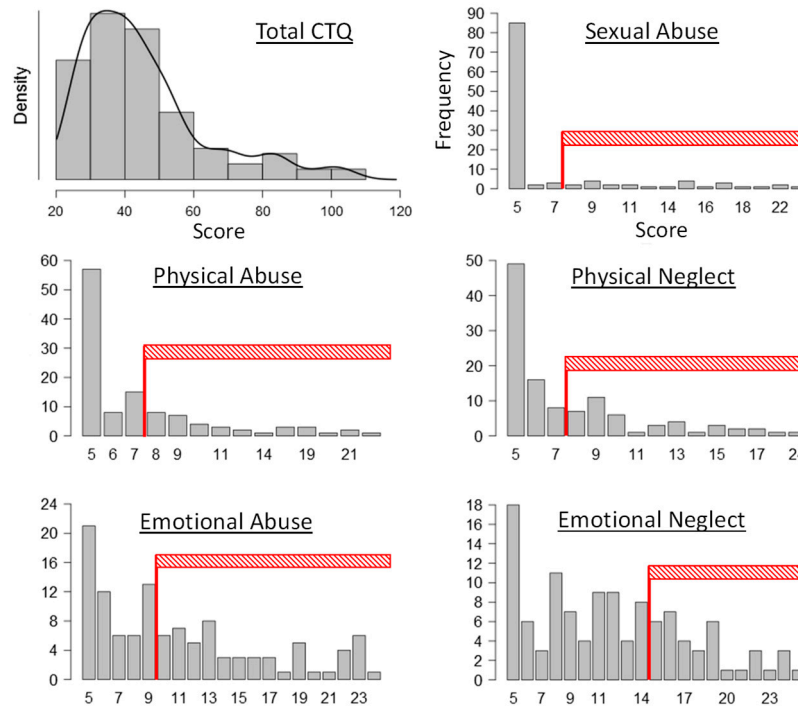 Total CTQ
Density
20 40 60 80 100 120
Score
Sexual Abuse
Frequency
90
80
70
60
50
40
30
20
10
0
5 7 9 11 14 16 18 22
Score
Physical Abuse
60
50
40
30
20
10
0
5 6 7 8 9 11 14 19 21
Physical Neglect
50
40
30
20
10
0
5 7 9 11 13 15 17
Emotional Abuse
24
20
16
12
8
4
0
5 7 9 11 13 15 17 19 21 23
Emotional Neglect
18
16
14
12
10
8
6
4
2
0
5 7 9 11 14 17 20 23